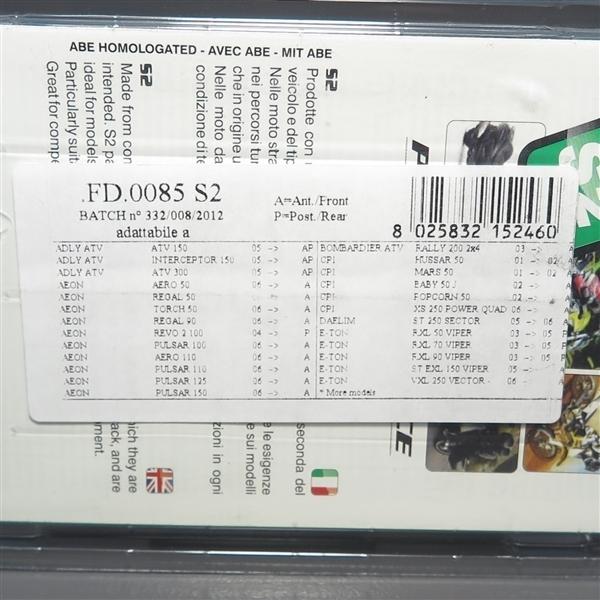 ABE HOMOLOGATED - AVEC ABE - MIT ABE
S2
Made from con
intended. S2 pa
ideal for models
Particularly suit
Great for compe
S2
Prodotte con
veicolo e del tip
Nelle moto stra
nei percorsi tur
che in origine u
Nelle moto da
condizione di te
.FD.0085 S2
BATCH n° 332/008/2012
adattabile a
A=Ant./Front
P=Post./Rear
8 025832 152460
ADLY ATV ATV 150 05 -> AP
ADLY ATV INTERCEPTOR 150 05 -> AP
ADLY ATV ATV 300 05 -> A
AEON AERO 50 06 -> A
AEON REGAL 50 A
AEON TORCH 50 06 -> A
AEON REGAL 90 06 -> A
AEON REVO 2 100 04 -> P
AEON PULSAR 100 06 -> A
AEON AERO 110 06 -> A
AEON PULSAR 110 06 -> A
AEON PULSAR 125 06 -> A
AEON PULSAR 150 06 -> A
BOMBARDIER ATV RALLY 200 2x4 03 -> A
CPI HUSSAR 50 01 -> 02 A
CPI MARS 50 01 -> 02 A
CPI BABY 50 J 02 -> A
CPI POPCORN 50 02 -> A
CPI XS 250 POWER QUAD 06 ->
DAELIM ST 250 SECTOR 05 -> 06 A
E-TON RXL 50 VIPER 03 -> 05 A
E-TON RXL 70 VIPER 03 -> 05 A
E-TON RXL 90 VIPER 03 -> 05 A
E-TON ST EXL 150 VIPER 05 -> A
E-TON VXL 250 VECTOR 06 -> A
* More models
which they are
ack, and are
ment.
seconda del
e le esigenze
e sui modelli
zioni in ogni
CE
S2